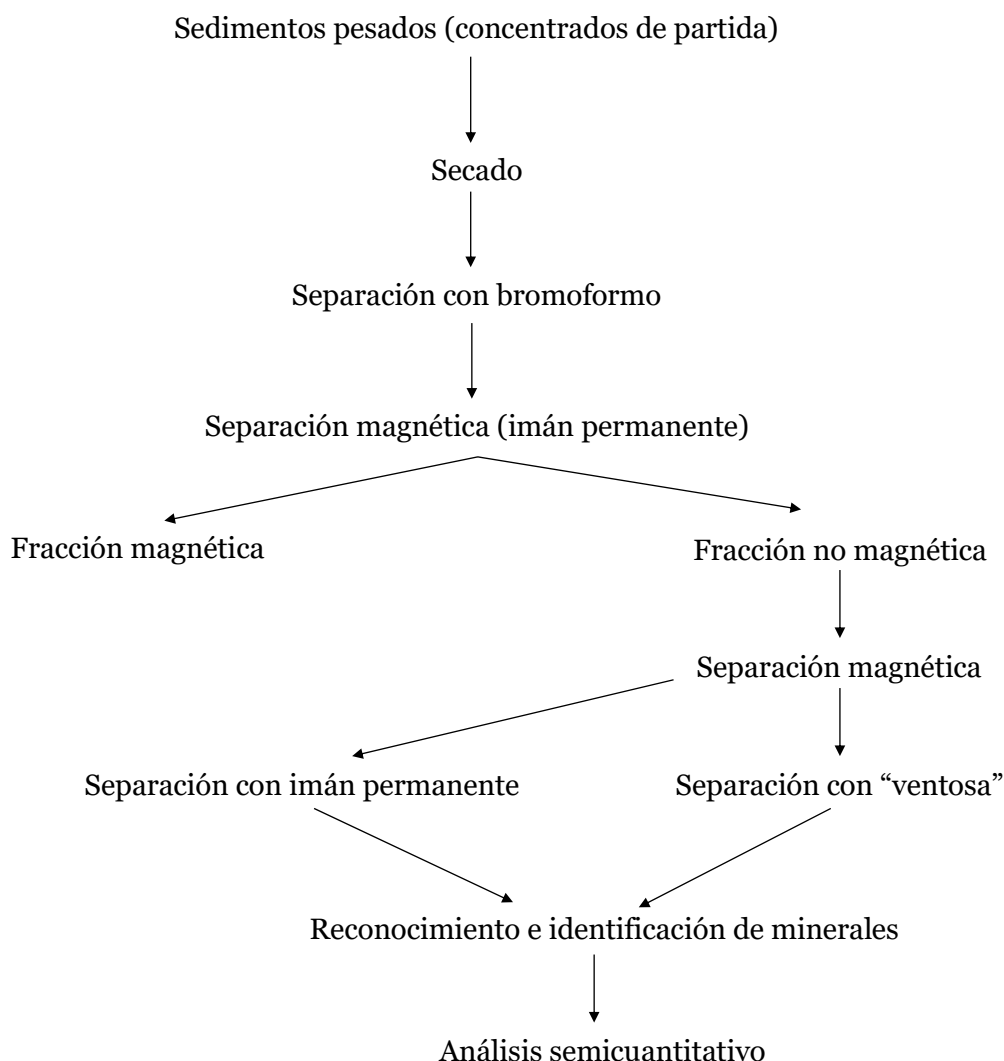 Sedimentos pesados (concentrados de partida)
Secado
Separación con bromoformo
Separación magnética (imán permanente)
Fracción magnética
Fracción no magnética
Separación magnética
Separación con imán permanente
Separación con “ventosa”
Reconocimiento e identificación de minerales
Análisis semicuantitativo